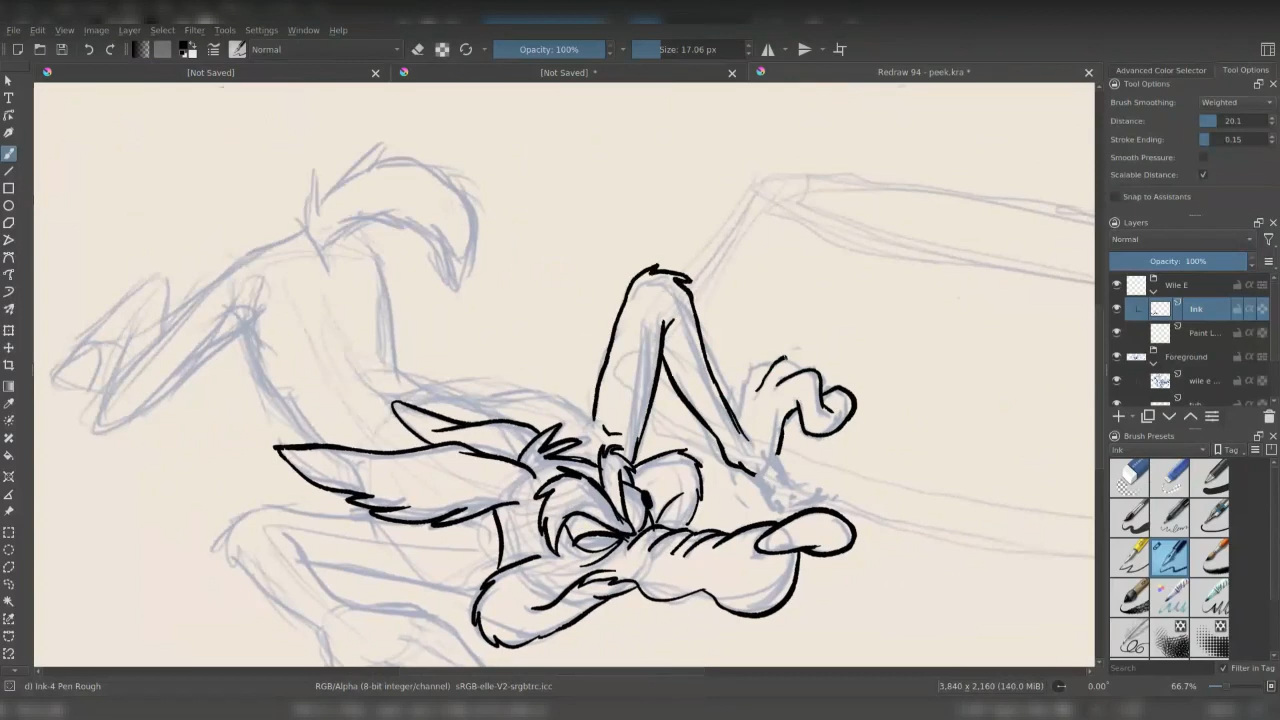 File Edit View Image Layer Select Filter Tools Settings Window Help
Normal Opacity: 100% Size: 17.06 px
[Not Saved] [Not Saved] * Redraw 94 - peek.kra *
Advanced Color Selector Tool Options
Tool Options
Brush Smoothing: Weighted
Distance: 20.1
Stroke Ending: 0.15
Smooth Pressure:
Scalable Distance:
Snap to Assistants
Layers
Normal
Opacity: 100%
Wile E
Ink
Paint L...
Foreground
wile e ...
Brush Presets
Ink Tag
Search Filter in Tag
d) Ink-4 Pen Rough RGB/Alpha (8-bit integer/channel) sRGB-elle-V2-srgbtrc.icc 3,840 x 2,160 (140.0 MiB) 0.00° 66.7%